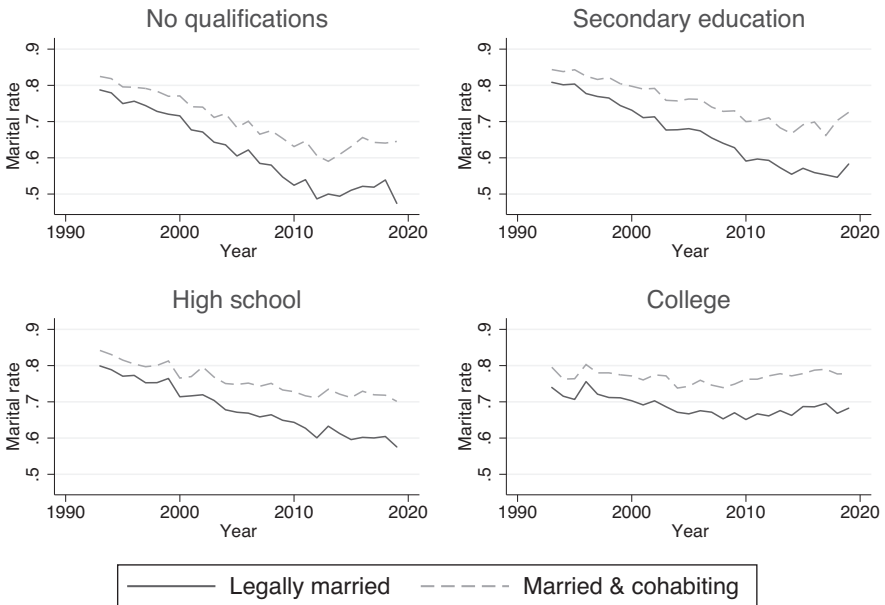 No qualifications
Marital rate
.9
.8
.7
.6
.5
1990 2000 2010 2020
Year
Secondary education
Marital rate
.9
.8
.7
.6
.5
1990 2000 2010 2020
Year
High school
Marital rate
.9
.8
.7
.6
.5
1990 2000 2010 2020
Year
College
Marital rate
.9
.8
.7
.6
.5
1990 2000 2010 2020
Year
Legally married Married & cohabiting